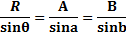 R/sinθ = A/sina = B/sinb